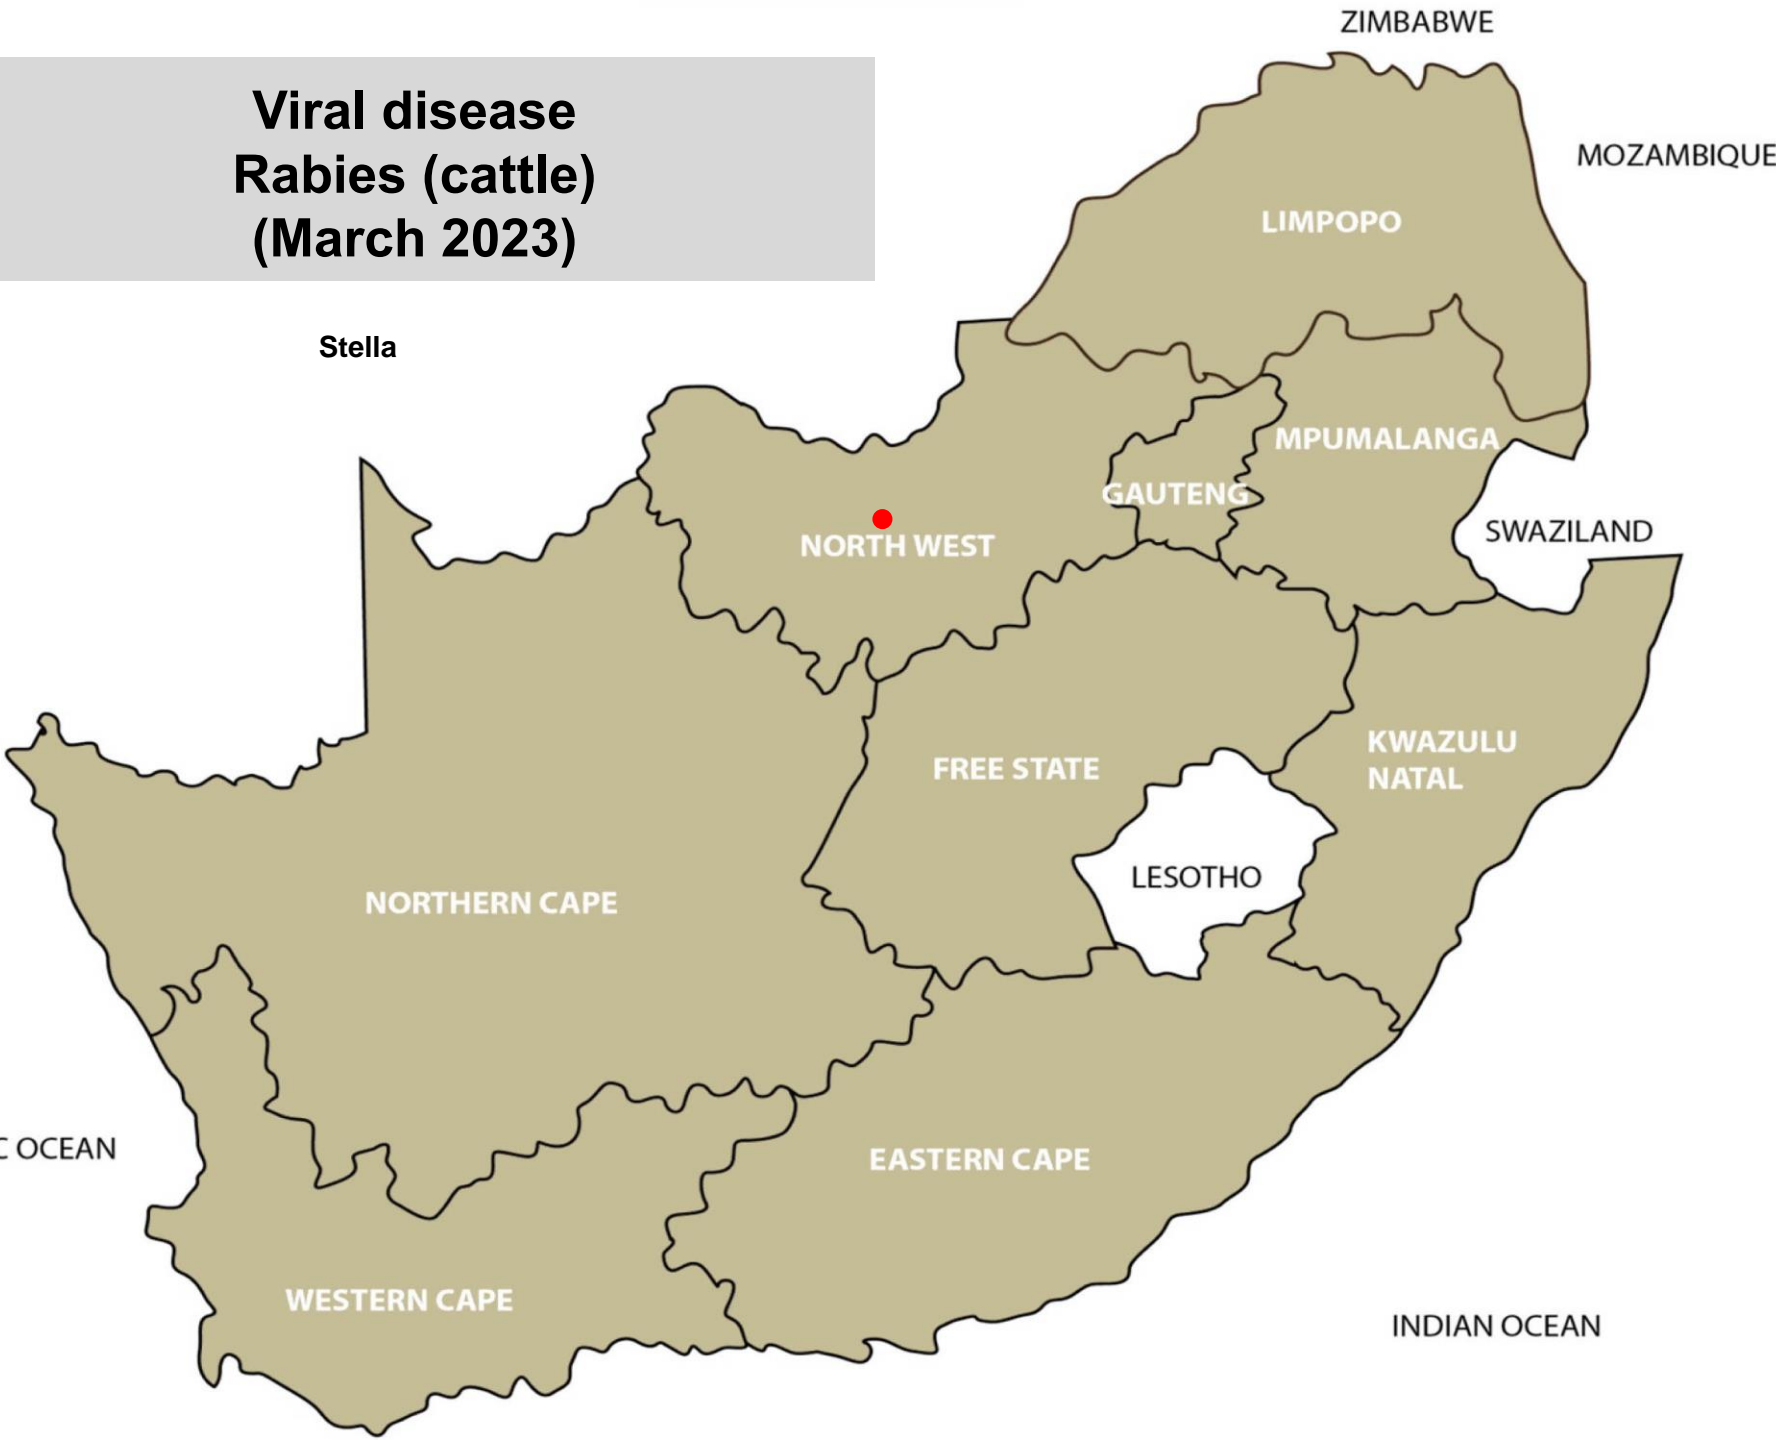 ZIMBABWE
Viral disease
Rabies (cattle)
(March 2023)
MOZAMBIQUE
LIMPOPO
Stella
MPUMALANGA
GAUTENG
SWAZILAND
NORTH WEST
KWAZULU
NATAL
FREE STATE
LESOTHO
NORTHERN CAPE
C OCEAN
EASTERN CAPE
WESTERN CAPE
INDIAN OCEAN